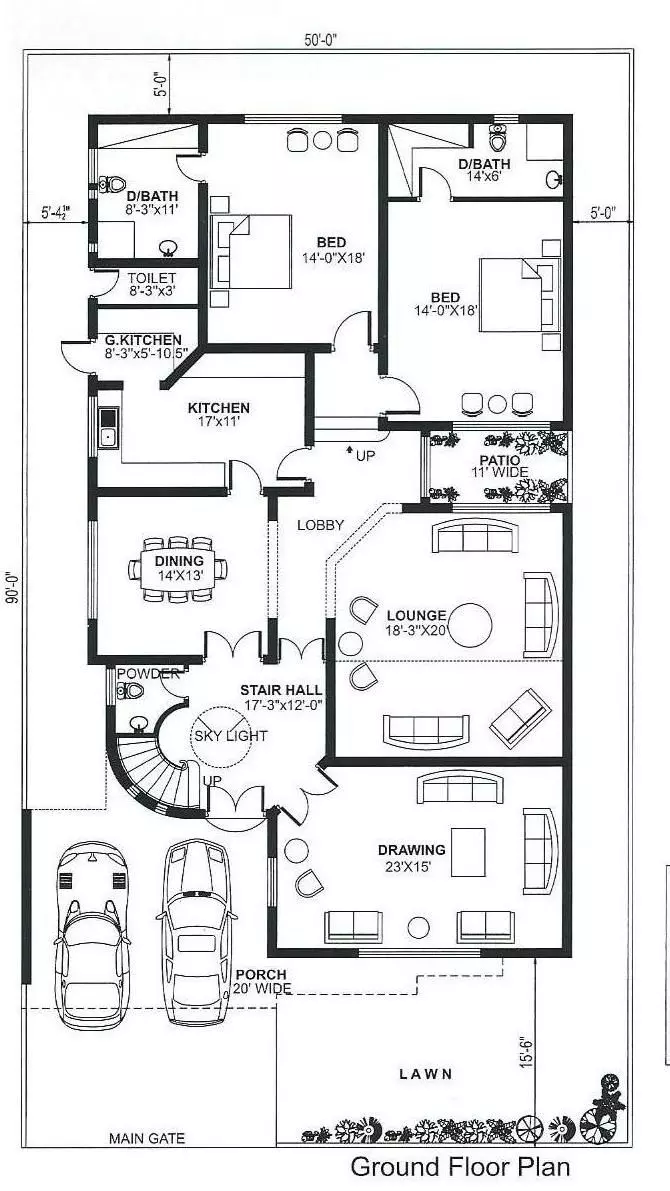 50'-0"
5'-0"
D/BATH
14'x6'
D/BATH
8'-3"x11'
5'-4½"
5'-0"
BED
14'-0"X18'
TOILET
8'-3"x3'
BED
14'-0"X18'
G.KITCHEN
8'-3"x5'-10.5"
KITCHEN
17'x11'
UP
PATIO
11' WIDE
LOBBY
DINING
14'X13'
90'-0"
LOUNGE
18'-3"X20'
POWDER
STAIR HALL
17'-3"x12'-0"
SKY LIGHT
UP
DRAWING
23'X15'
PORCH
20' WIDE
15'-6"
LAWN
MAIN GATE
Ground Floor Plan